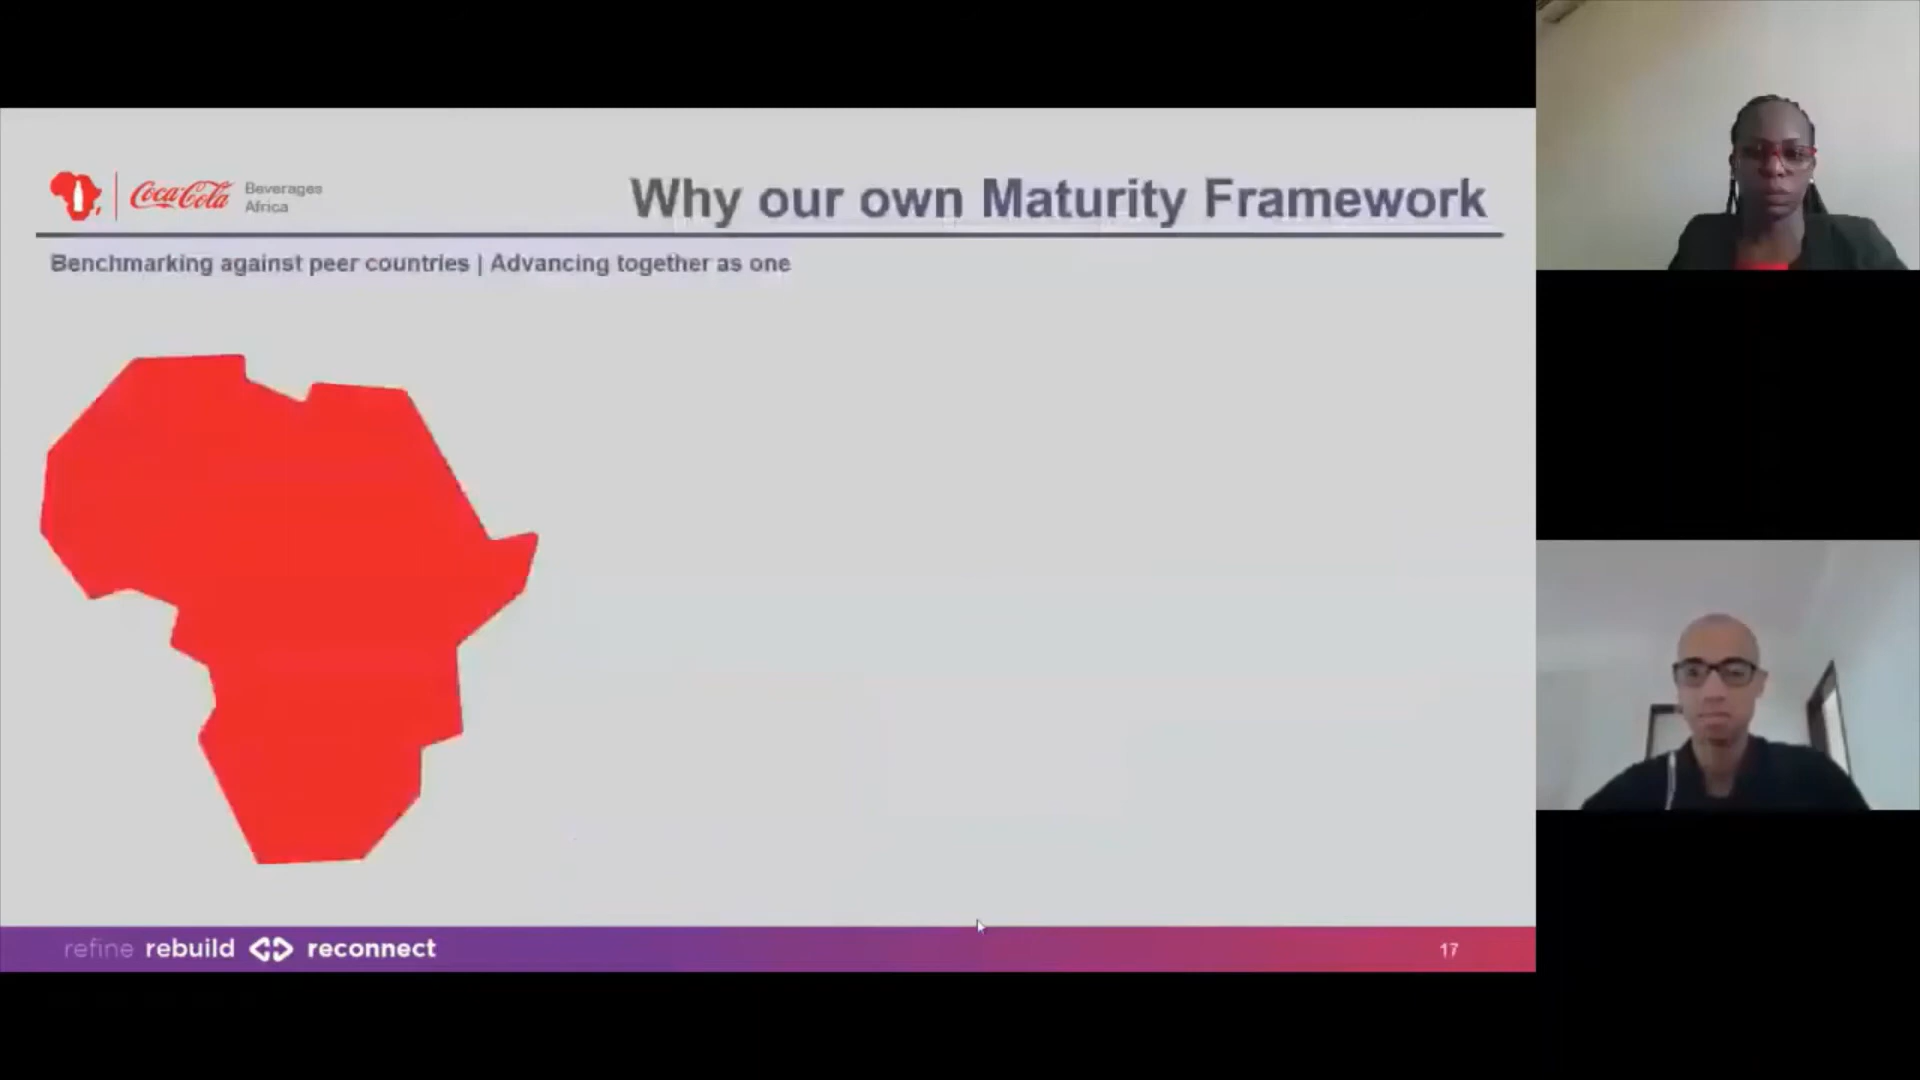 Coca-Cola
Beverages
Africa
Why our own Maturity Framework
Benchmarking against peer countries | Advancing together as one
refine rebuild reconnect
17